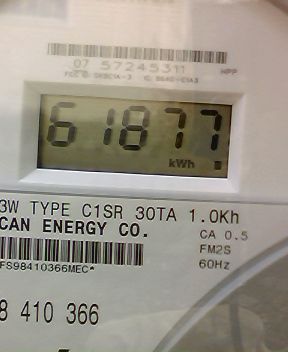 07 57245311
HPP
61877
kWh
3W TYPE C1SR 30TA 1.0Kh
CAN ENERGY CO.
CA 0.5
FM2S
60Hz
FS98410366MEC*
8 410 366